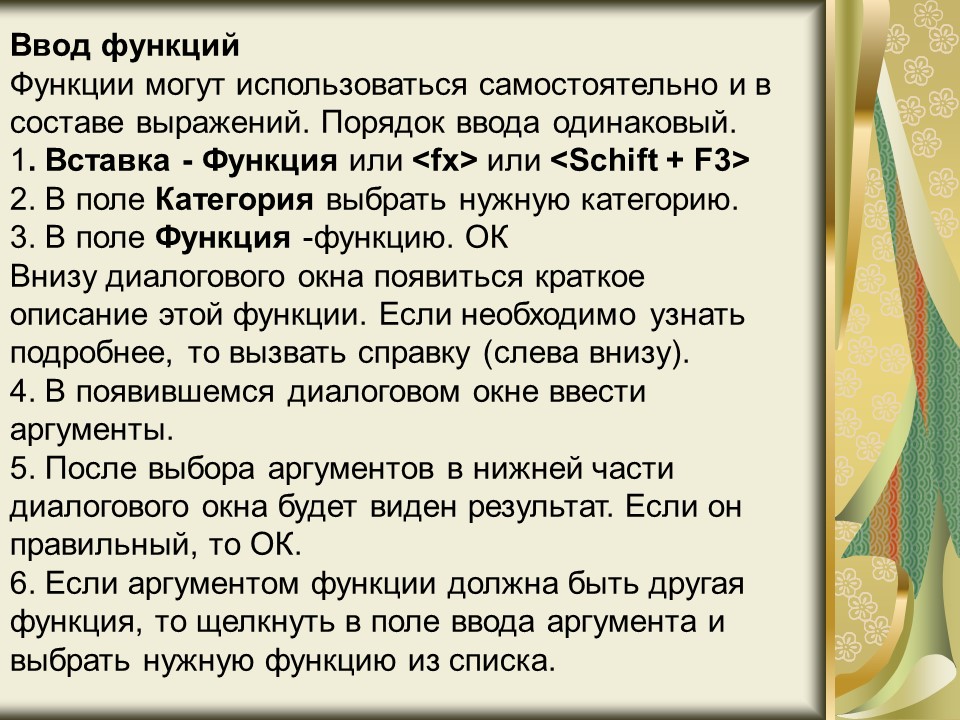 Ввод функций
Функции могут использоваться самостоятельно и в
составе выражений. Порядок ввода одинаковый.
1. Вставка - Функция или <fx> или <Schift + F3>
2. В поле Категория выбрать нужную категорию.
3. В поле Функция -функцию. ОК
Внизу диалогового окна появиться краткое
описание этой функции. Если необходимо узнать
подробнее, то вызвать справку (слева внизу).
4. В появившемся диалоговом окне ввести
аргументы.
5. После выбора аргументов в нижней части
диалогового окна будет виден результат. Если он
правильный, то ОК.
6. Если аргументом функции должна быть другая
функция, то щелкнуть в поле ввода аргумента и
выбрать нужную функцию из списка.